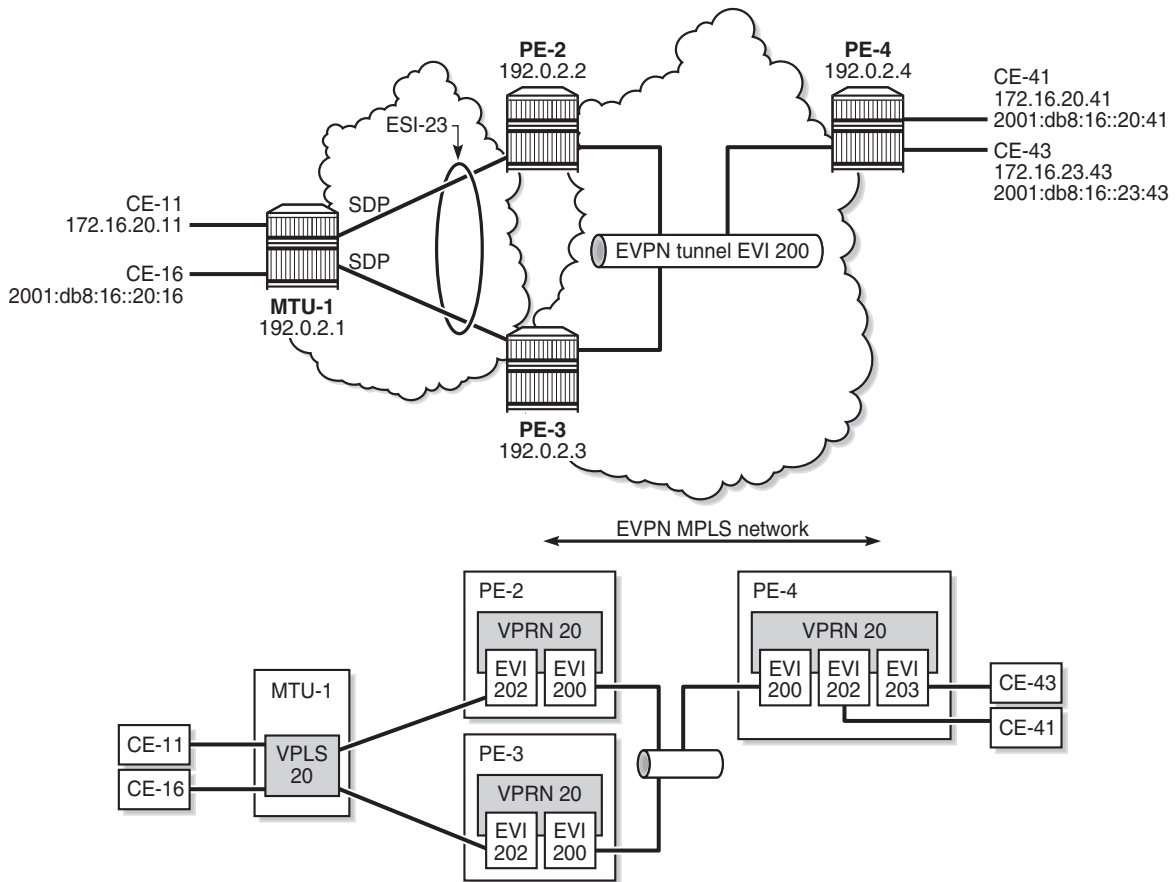 PE-2
192.0.2.2
PE-4
192.0.2.4
CE-41
172.16.20.41
2001:db8:16::20:41
CE-43
172.16.23.43
2001:db8:16::23:43
ESI-23
SDP
SDP
CE-11
172.16.20.11
CE-16
2001:db8:16::20:16
MTU-1
192.0.2.1
EVPN tunnel EVI 200
PE-3
192.0.2.3
EVPN MPLS network
PE-2
VPRN 20
EVI
202
EVI
200
PE-4
VPRN 20
EVI
200
EVI
202
EVI
203
CE-43
CE-41
MTU-1
VPLS
20
CE-11
CE-16
PE-3
VPRN 20
EVI
202
EVI
200